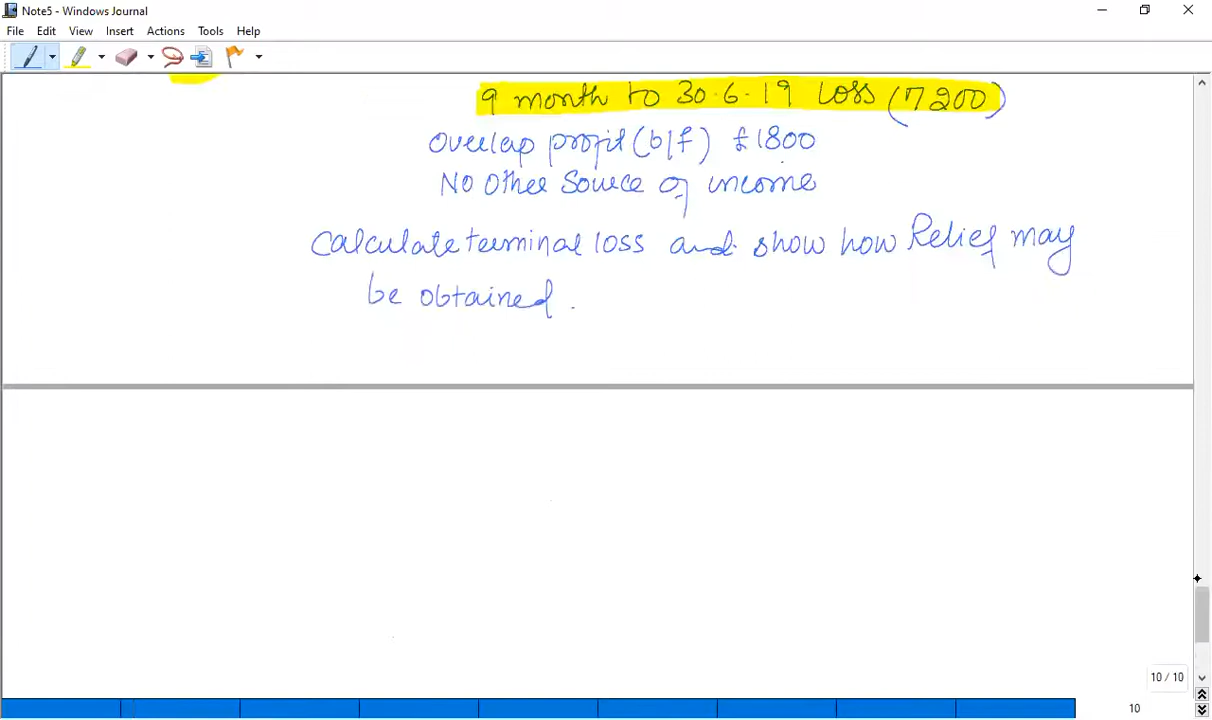 Note5 - Windows Journal
File Edit View Insert Actions Tools Help
9 month to 30.6.19 loss (7200)
Overlap profit (b/f) £1800
No Other Source of income
Calculate terminal loss and show how Relief may
be obtained.
10 / 10
10